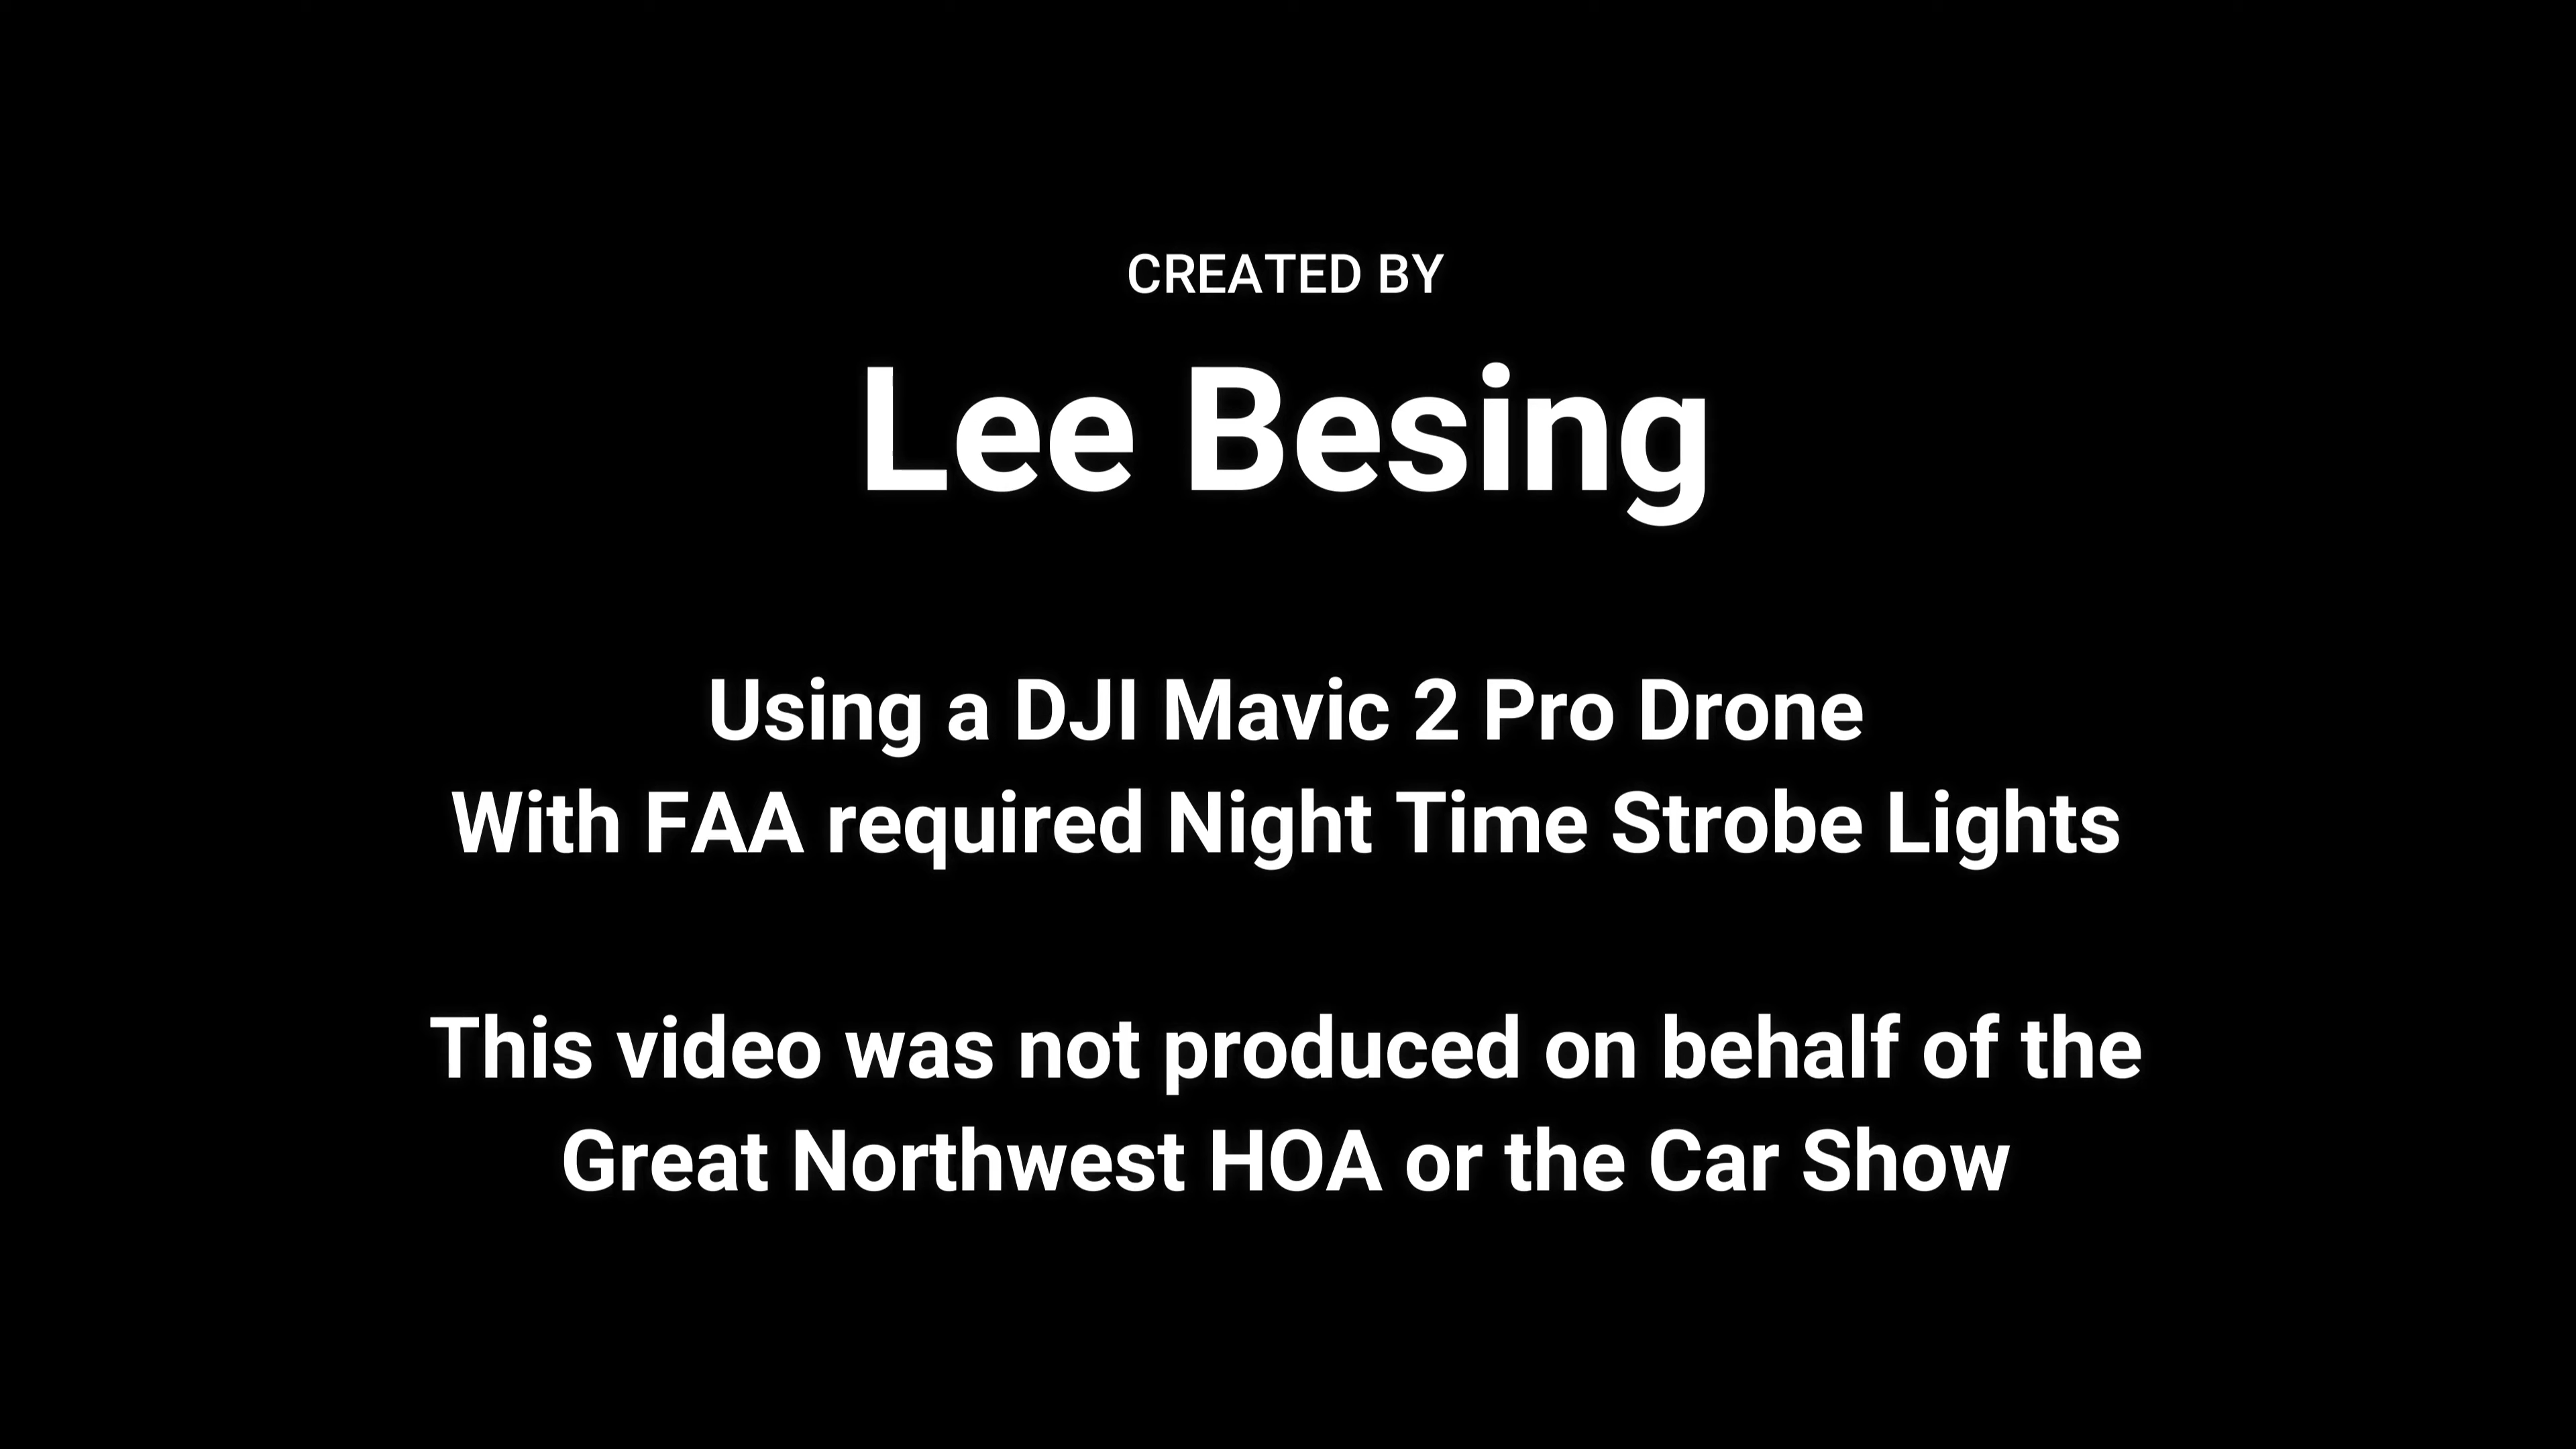 CREATED BY
Lee Besing
Using a DJI Mavic 2 Pro Drone
With FAA required Night Time Strobe Lights
This video was not produced on behalf of the
Great Northwest HOA or the Car Show